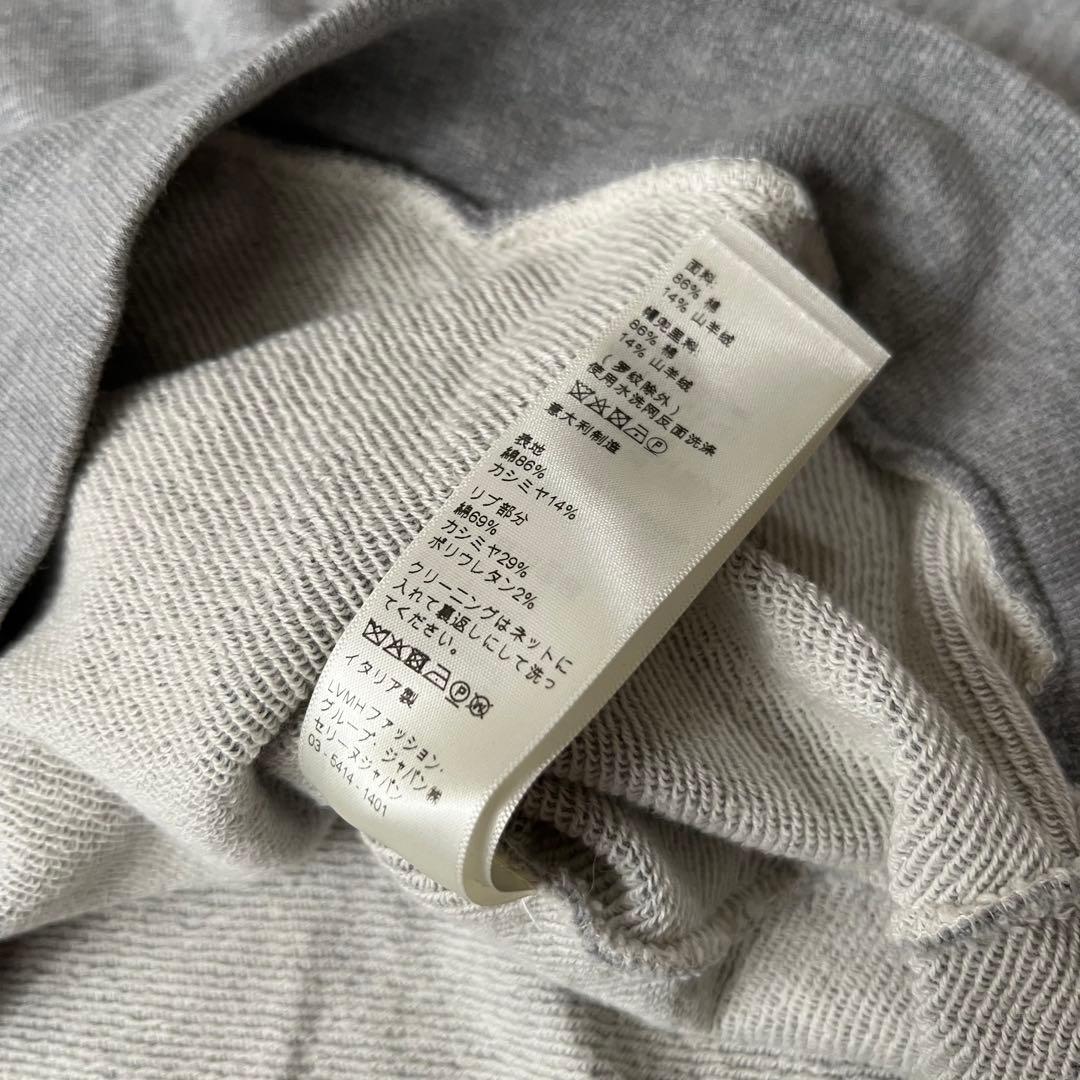 面料:
86% 棉
14% 山羊绒
帽兜里料:
86% 棉
14% 山羊绒
(罗纹除外)
使用水洗网反面洗涤
P
意大利制造
表地
綿86%
カシミヤ14%
リブ部分
綿69%
カシミヤ29%
ポリウレタン2%
クリーニングはネットに
入れて裏返しにして洗っ
てください。
P W
イタリア製
LVMHファッション.
グループ. ジャパン㈱
セリーヌジャパン
03-6414-1401